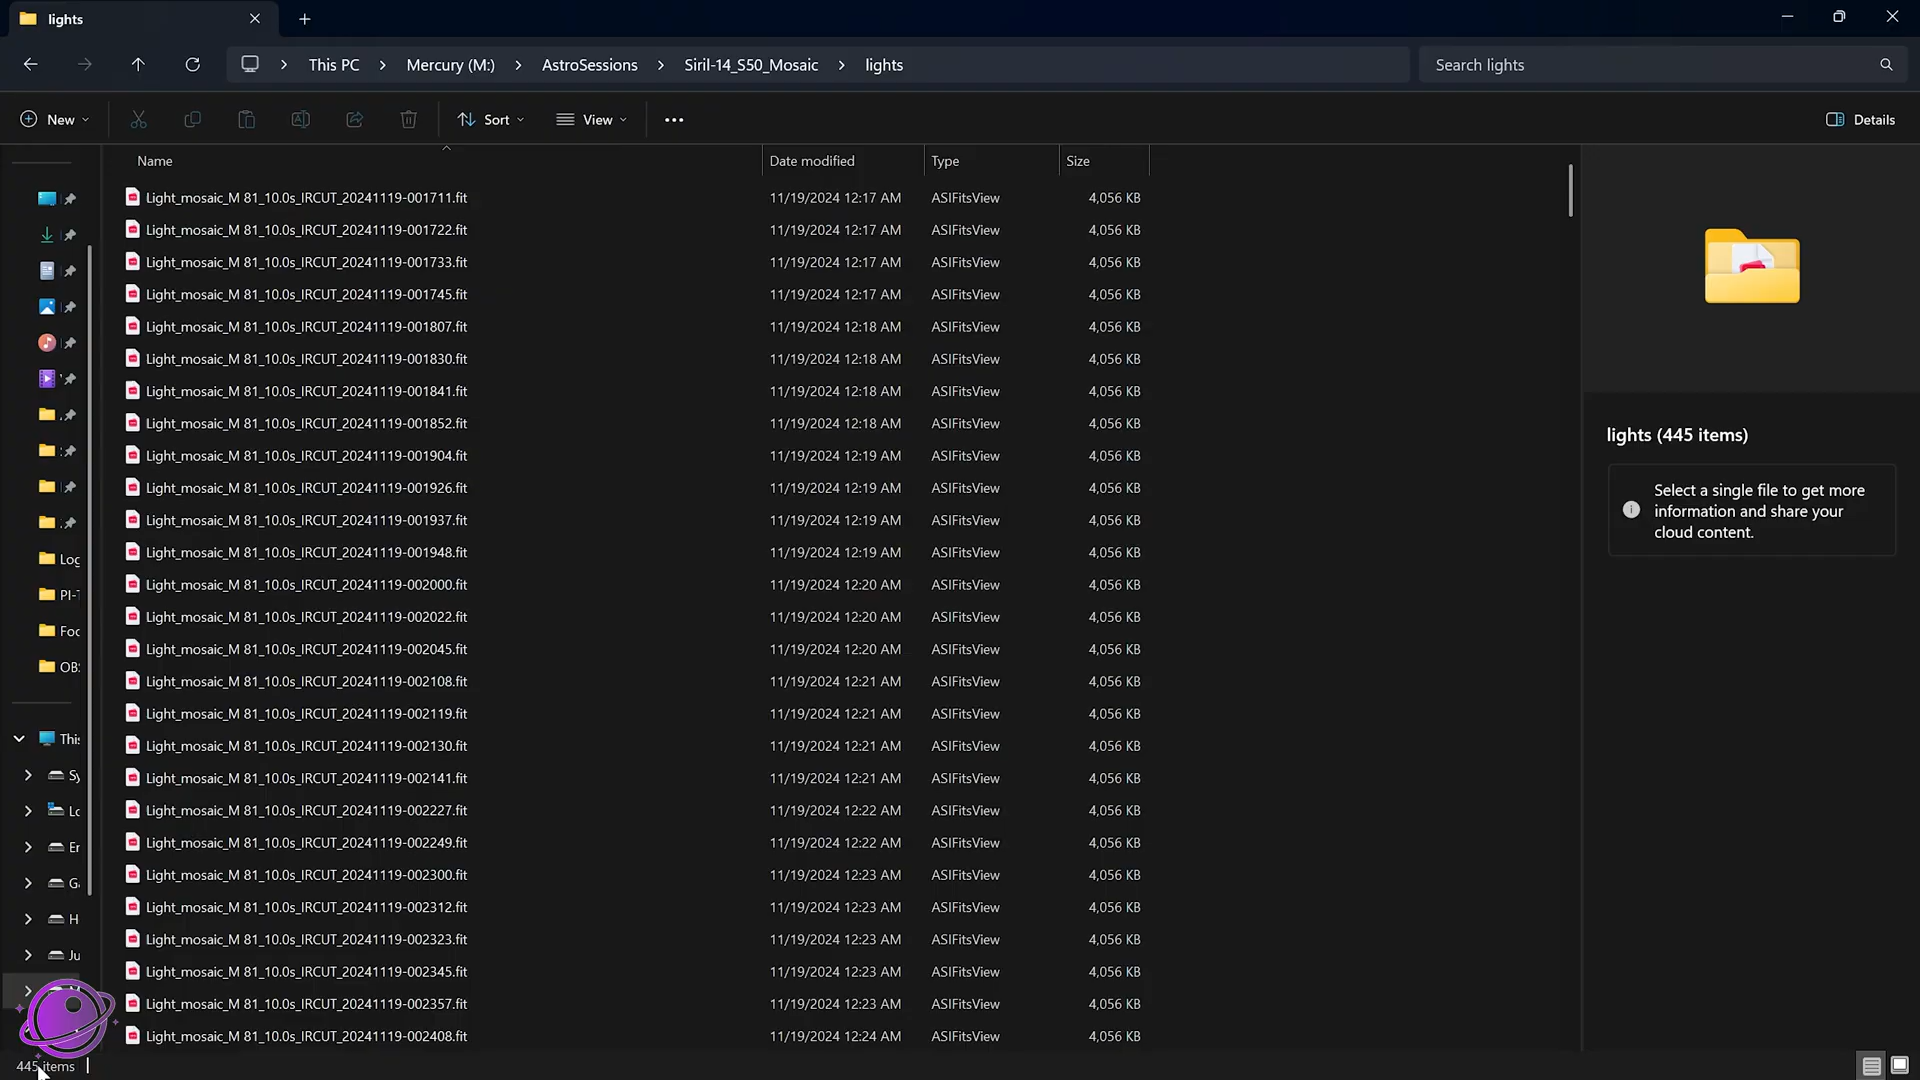 lights
This PC > Mercury (M:) > AstroSessions > Siril-14_S50_Mosaic > lights
Search lights
New
Sort
View
Details
Name Date modified Type Size
Light_mosaic_M 81_10.0s_IRCUT_20241119-001711.fit 11/19/2024 12:17 AM ASIFitsView 4,056 KB
Light_mosaic_M 81_10.0s_IRCUT_20241119-001722.fit 11/19/2024 12:17 AM ASIFitsView 4,056 KB
Light_mosaic_M 81_10.0s_IRCUT_20241119-001733.fit 11/19/2024 12:17 AM ASIFitsView 4,056 KB
Light_mosaic_M 81_10.0s_IRCUT_20241119-001745.fit 11/19/2024 12:17 AM ASIFitsView 4,056 KB
Light_mosaic_M 81_10.0s_IRCUT_20241119-001807.fit 11/19/2024 12:18 AM ASIFitsView 4,056 KB
Light_mosaic_M 81_10.0s_IRCUT_20241119-001830.fit 11/19/2024 12:18 AM ASIFitsView 4,056 KB
Light_mosaic_M 81_10.0s_IRCUT_20241119-001841.fit 11/19/2024 12:18 AM ASIFitsView 4,056 KB
Light_mosaic_M 81_10.0s_IRCUT_20241119-001852.fit 11/19/2024 12:18 AM ASIFitsView 4,056 KB
Light_mosaic_M 81_10.0s_IRCUT_20241119-001904.fit 11/19/2024 12:19 AM ASIFitsView 4,056 KB
Light_mosaic_M 81_10.0s_IRCUT_20241119-001926.fit 11/19/2024 12:19 AM ASIFitsView 4,056 KB
Light_mosaic_M 81_10.0s_IRCUT_20241119-001937.fit 11/19/2024 12:19 AM ASIFitsView 4,056 KB
Light_mosaic_M 81_10.0s_IRCUT_20241119-001948.fit 11/19/2024 12:19 AM ASIFitsView 4,056 KB
Light_mosaic_M 81_10.0s_IRCUT_20241119-002000.fit 11/19/2024 12:20 AM ASIFitsView 4,056 KB
Light_mosaic_M 81_10.0s_IRCUT_20241119-002022.fit 11/19/2024 12:20 AM ASIFitsView 4,056 KB
Light_mosaic_M 81_10.0s_IRCUT_20241119-002045.fit 11/19/2024 12:20 AM ASIFitsView 4,056 KB
Light_mosaic_M 81_10.0s_IRCUT_20241119-002108.fit 11/19/2024 12:21 AM ASIFitsView 4,056 KB
Light_mosaic_M 81_10.0s_IRCUT_20241119-002119.fit 11/19/2024 12:21 AM ASIFitsView 4,056 KB
Light_mosaic_M 81_10.0s_IRCUT_20241119-002130.fit 11/19/2024 12:21 AM ASIFitsView 4,056 KB
Light_mosaic_M 81_10.0s_IRCUT_20241119-002141.fit 11/19/2024 12:21 AM ASIFitsView 4,056 KB
Light_mosaic_M 81_10.0s_IRCUT_20241119-002227.fit 11/19/2024 12:22 AM ASIFitsView 4,056 KB
Light_mosaic_M 81_10.0s_IRCUT_20241119-002249.fit 11/19/2024 12:22 AM ASIFitsView 4,056 KB
Light_mosaic_M 81_10.0s_IRCUT_20241119-002300.fit 11/19/2024 12:23 AM ASIFitsView 4,056 KB
Light_mosaic_M 81_10.0s_IRCUT_20241119-002312.fit 11/19/2024 12:23 AM ASIFitsView 4,056 KB
Light_mosaic_M 81_10.0s_IRCUT_20241119-002323.fit 11/19/2024 12:23 AM ASIFitsView 4,056 KB
Light_mosaic_M 81_10.0s_IRCUT_20241119-002345.fit 11/19/2024 12:23 AM ASIFitsView 4,056 KB
Light_mosaic_M 81_10.0s_IRCUT_20241119-002357.fit 11/19/2024 12:23 AM ASIFitsView 4,056 KB
Light_mosaic_M 81_10.0s_IRCUT_20241119-002408.fit 11/19/2024 12:24 AM ASIFitsView 4,056 KB
lights (445 items)
Select a single file to get more
information and share your
cloud content.
445 items